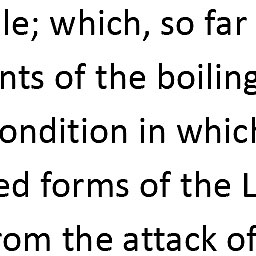 le; which, so far
nts of the boiling
ondition in which
ed forms of the L
rom the attack of